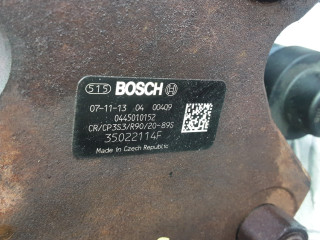 515 BOSCH
07-11-13 04 00409
0445010152
CR/CP3S3/R90/20-89S
35022114F
Made in Czech Republic